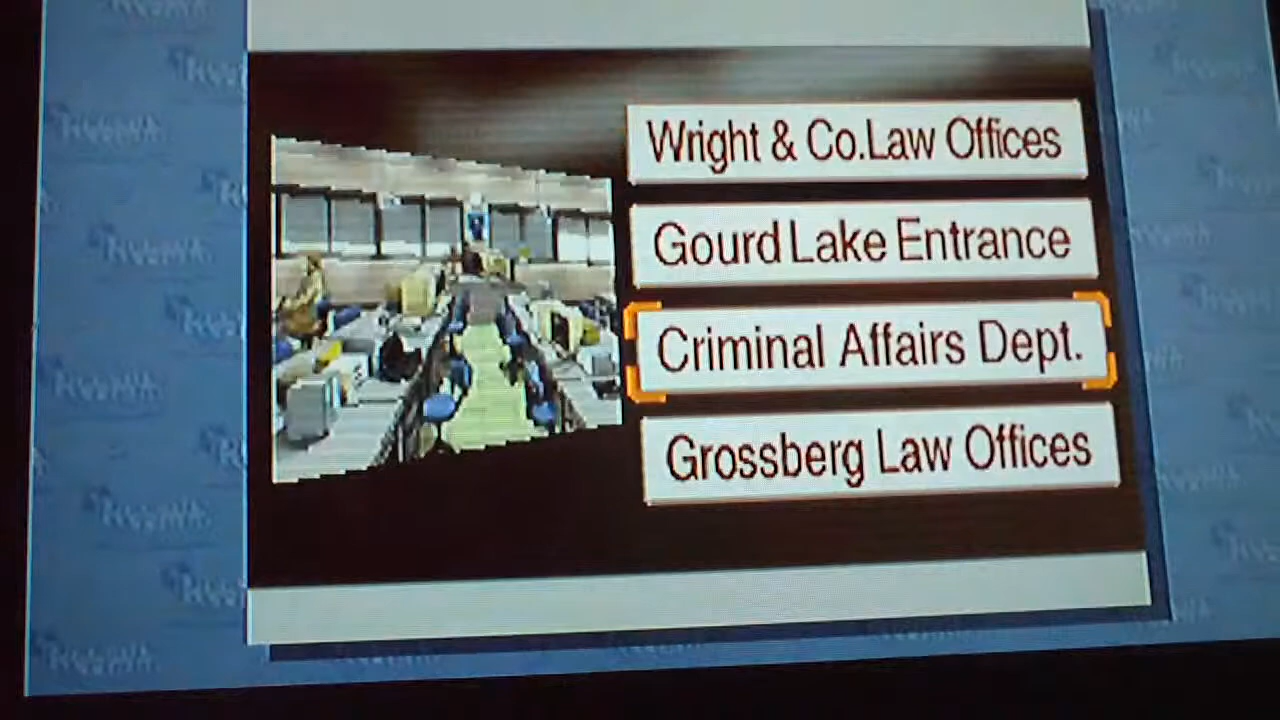 Wright & Co.Law Offices
Gourd Lake Entrance
Criminal Affairs Dept.
Grossberg Law Offices